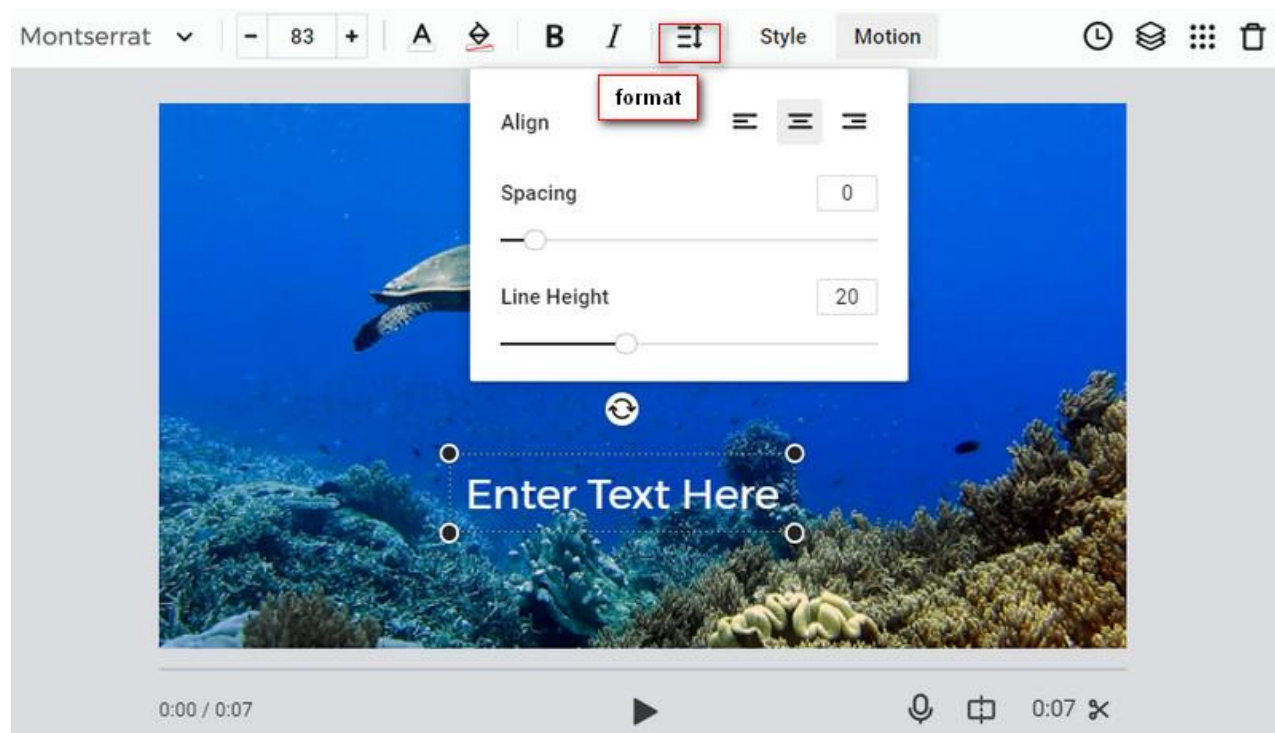 Montserrat - 83 + A B I Style Motion
format
Align
Spacing 0
Line Height 20
Enter Text Here
0:00 / 0:07 0:07